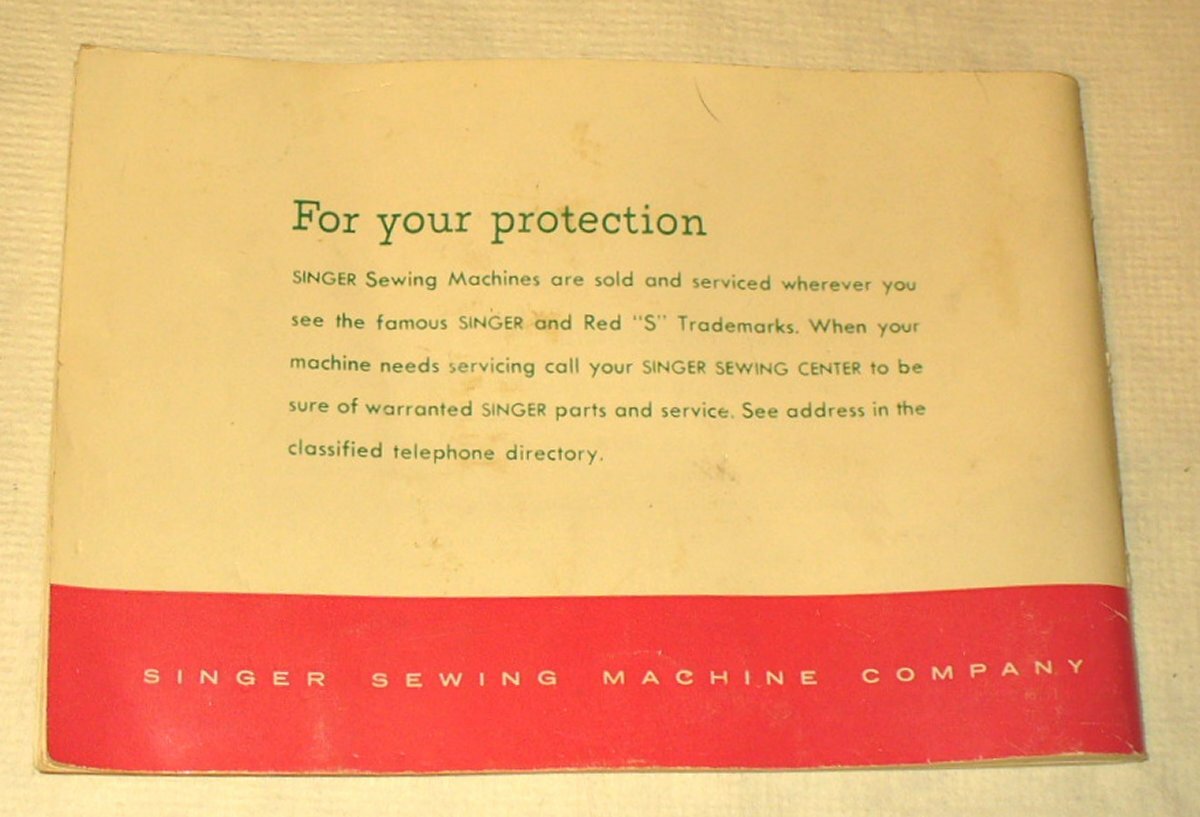 For your protection
SINGER Sewing Machines are sold and serviced wherever you
see the famous SINGER and Red "S" Trademarks. When your
machine needs servicing call your SINGER SEWING CENTER to be
sure of warranted SINGER parts and service. See address in the
classified telephone directory.
SINGER SEWING MACHINE COMPANY